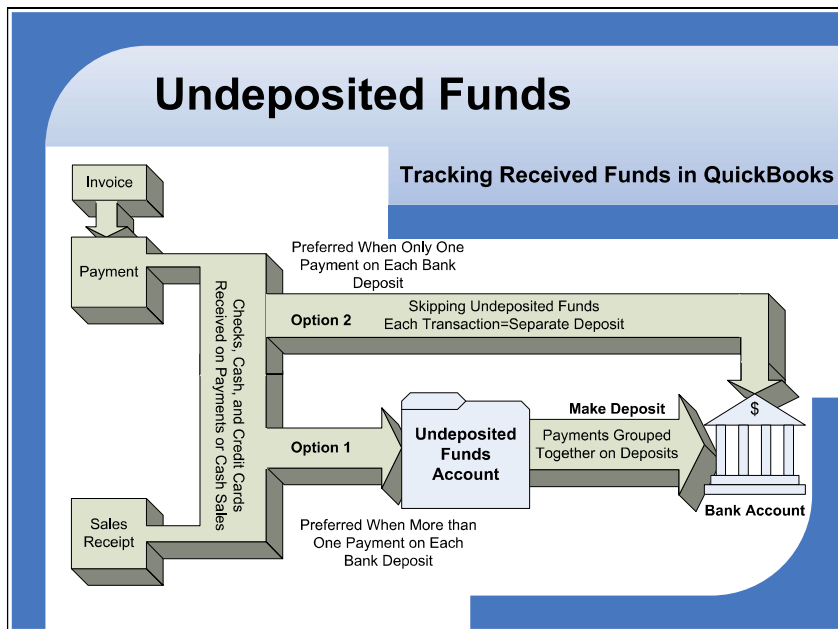 Undeposited Funds
Tracking Received Funds in QuickBooks
Invoice
Payment
Preferred When Only One
Payment on Each Bank
Deposit
Option 2
Skipping Undeposited Funds
Each Transaction=Separate Deposit
Checks, Cash, and Credit Cards
Received on Payments or Cash Sales
Option 1
Undeposited
Funds
Account
Make Deposit
Payments Grouped
Together on Deposits
$
Bank Account
Sales
Receipt
Preferred When More than
One Payment on Each
Bank Deposit